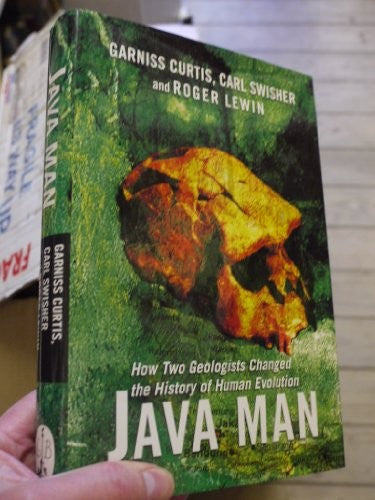 GARNISS CURTIS, CARL SWISHER
and ROGER LEWIN
How Two Geologists Changed
the History of Human Evolution
JAVA MAN
JAVA MAN
GARNISS CURTIS,
CARL SWISHER
FRAGILE